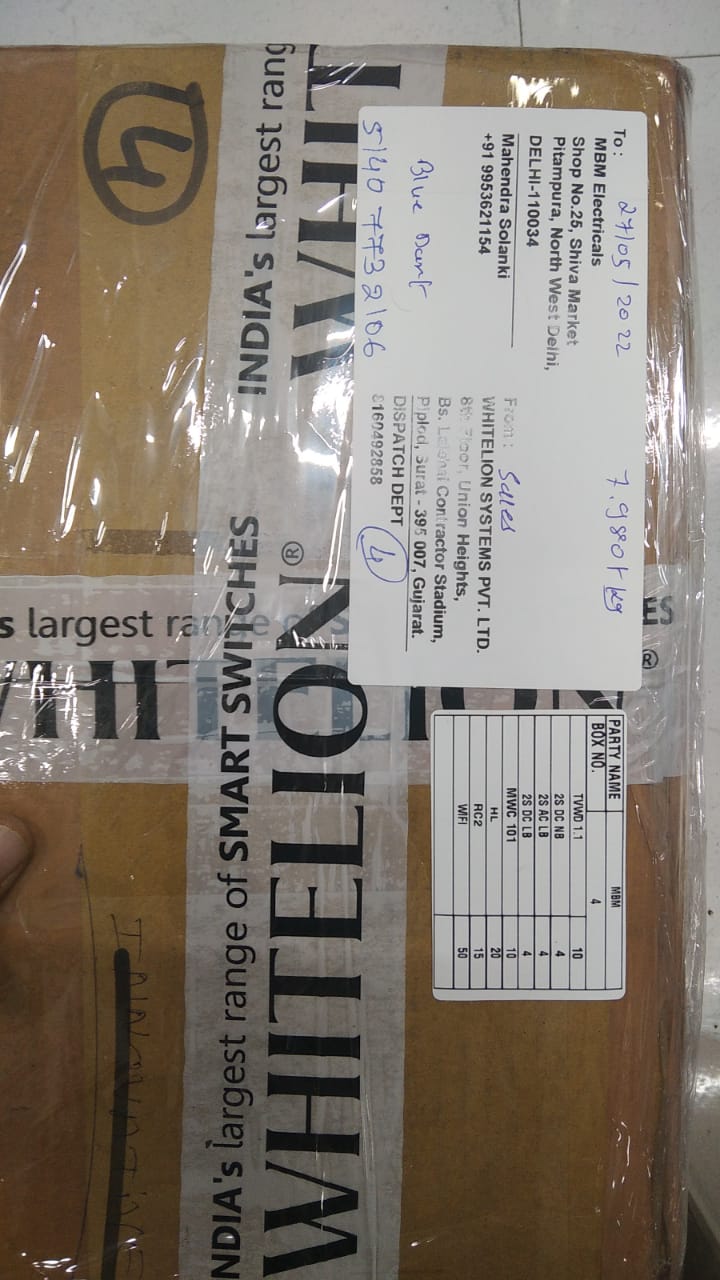 To: 27/05/2022
MBM Electricals
Shop No.25, Shiva Market
Pitampura, North West Delhi,
DELHI-110034
Mahendra Solanki
+91 9953621154
Blue Dart
51407732106
7.980+ kg
From: Sales
WHITELION SYSTEMS PVT. LTD.
8th Floor, Union Heights,
Bs. Contractor Stadium,
Piplod, Surat - 395 007, Gujarat.
DISPATCH DEPT
8160492858
4
PARTY NAME MBM
BOX NO. 4
TVWD 1.1 10
2S DC NB 4
2S AC LB 4
2S DC LB 4
MWC 101 10
HL 20
RC2 15
WIFI 50
4
WHITELION®
INDIA's largest range of SMART SWITCHES
WHITELION
INDIA's largest rang
NDIA's largest range of SMART SWITCHES
WHITELION®
s largest range
ES
®